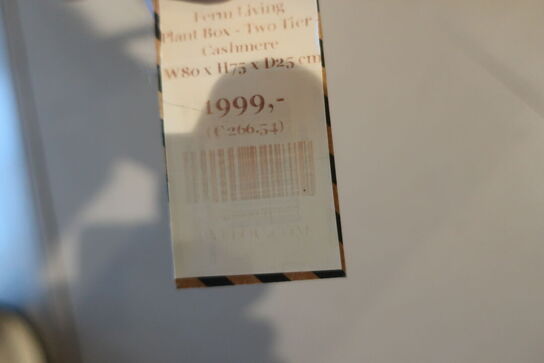 Ferm Living
Plant Box - Two Tier -
Cashmere
W80 x H75 x D25 cm
1999,-
(€ 266.54)